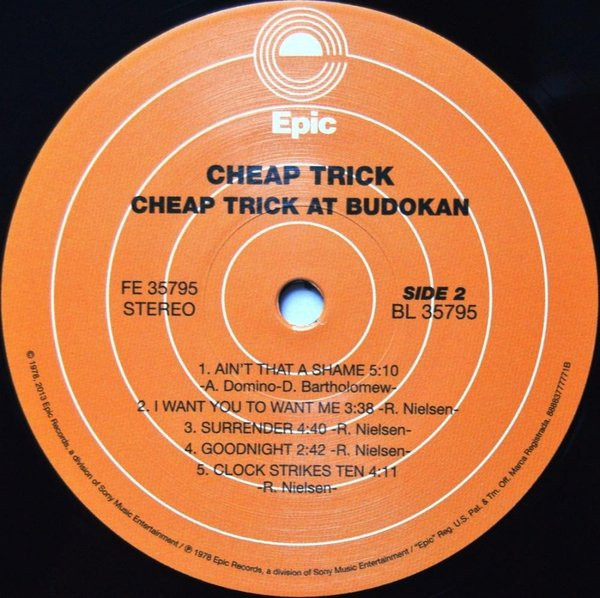 Epic
CHEAP TRICK
CHEAP TRICK AT BUDOKAN
FE 35795
STEREO
SIDE 2
BL 35795
1. AIN'T THAT A SHAME 5:10
-A. Domino-D. Bartholomew-
2. I WANT YOU TO WANT ME 3:38 -R. Nielsen-
3. SURRENDER 4:40 -R. Nielsen-
4. GOODNIGHT 2:42 -R. Nielsen-
5. CLOCK STRIKES TEN 4:11
-R. Nielsen-
© 1978, 2013 Epic Records, a division of Sony Music Entertainment / ℗ 1978 Epic Records, a division of Sony Music Entertainment / "Epic" Reg. U.S. Pat. & Tm. Off. Marca Registrada. 88883777771B